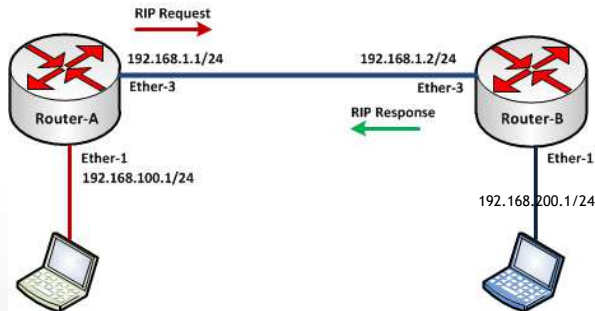 RIP Request
192.168.1.1/24
192.168.1.2/24
Ether-3
Ether-3
Router-A
RIP Response
Router-B
Ether-1
192.168.100.1/24
Ether-1
192.168.200.1/24